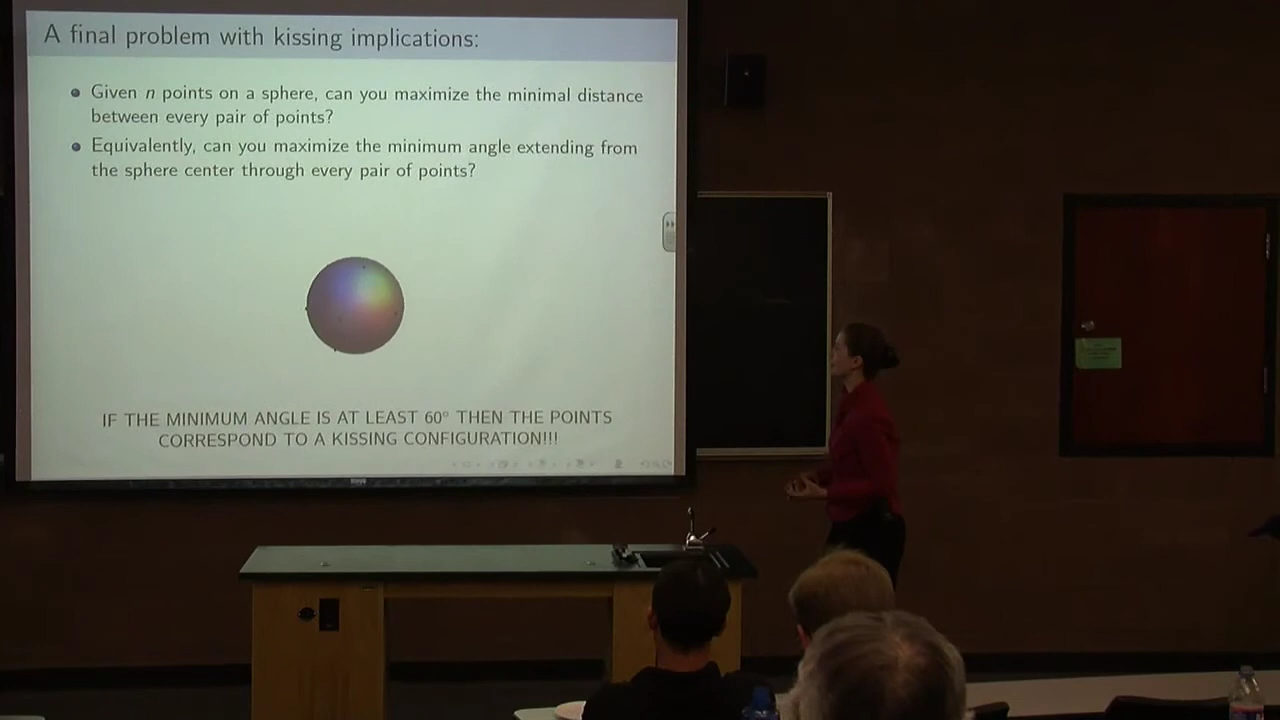 A final problem with kissing implications:
Given n points on a sphere, can you maximize the minimal distance
between every pair of points?
Equivalently, can you maximize the minimum angle extending from
the sphere center through every pair of points?
IF THE MINIMUM ANGLE IS AT LEAST 60° THEN THE POINTS
CORRESPOND TO A KISSING CONFIGURATION!!!